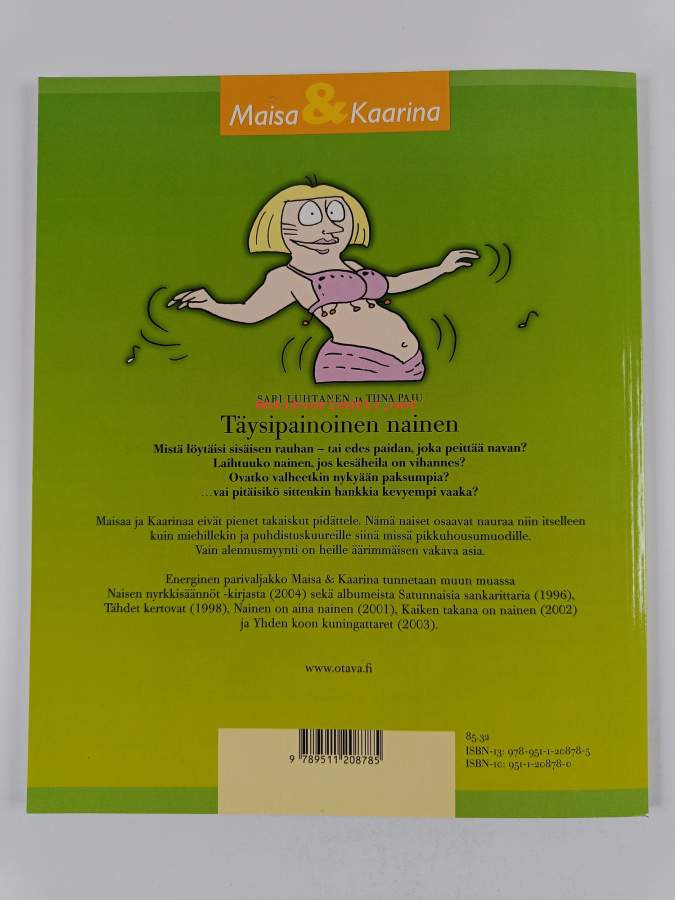 Maisa & Kaarina
SARI LUHTANEN ja TIINA PAJU
Täysipainoinen nainen
Mistä löytäisi sisäisen rauhan – tai edes paidan, joka peittää navan?
Laihtuuko nainen, jos kesäheila on vihannes?
Ovatko valheetkin nykyään paksumpia?
...vai pitäisikö sittenkin hankkia kevyempi vaaka?
Maisaa ja Kaarinaa eivät pienet takaiskut pidättele. Nämä naiset osaavat nauraa niin itselleen
kuin miehillekin ja puhdistuskuureille siinä missä pikkuhousumuodille.
Vain alennusmyynti on heille äärimmäisen vakava asia.
Energinen parivaljakko Maisa & Kaarina tunnetaan muun muassa
Naisen nyrkkisäännöt -kirjasta (2004) sekä albumeista Satunnaisia sankarittaria (1996),
Tähdet kertovat (1998), Nainen on aina nainen (2001), Kaiken takana on nainen (2002)
ja Yhden koon kuningattaret (2003).
www.otava.fi
85.32
ISBN-13: 978-951-1-20878-5
ISBN-10: 951-1-20878-0
9 789511 208785